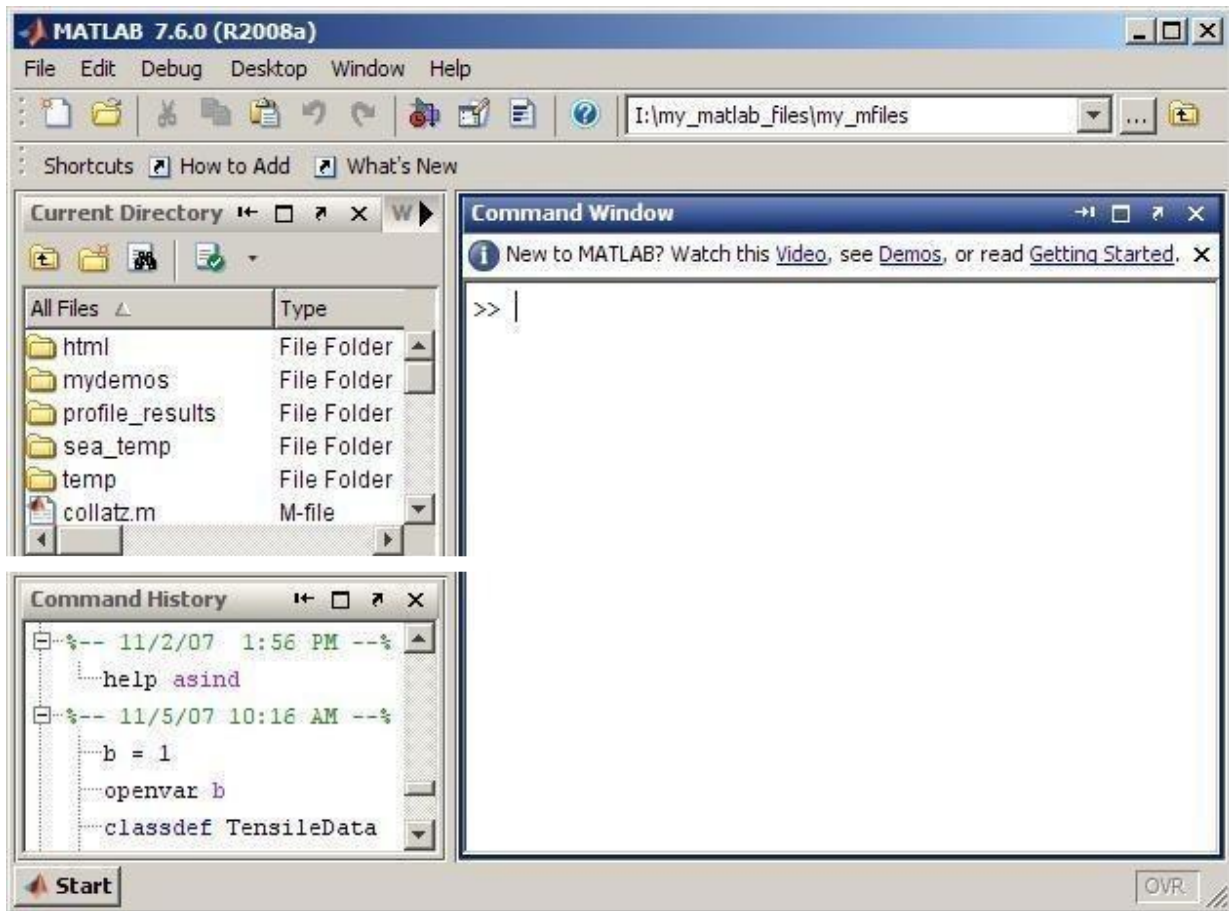 MATLAB 7.6.0 (R2008a)
File Edit Debug Desktop Window Help
I:\my_matlab_files\my_mfiles
Shortcuts How to Add What's New
Current Directory W
All Files Type
html File Folder
mydemos File Folder
profile_results File Folder
sea_temp File Folder
temp File Folder
collatz.m M-file
Command History
%-- 11/2/07 1:56 PM --%
help asind
%-- 11/5/07 10:16 AM --%
b = 1
openvar b
classdef TensileData
Command Window
New to MATLAB? Watch this Video, see Demos, or read Getting Started.
>>
Start
OVR